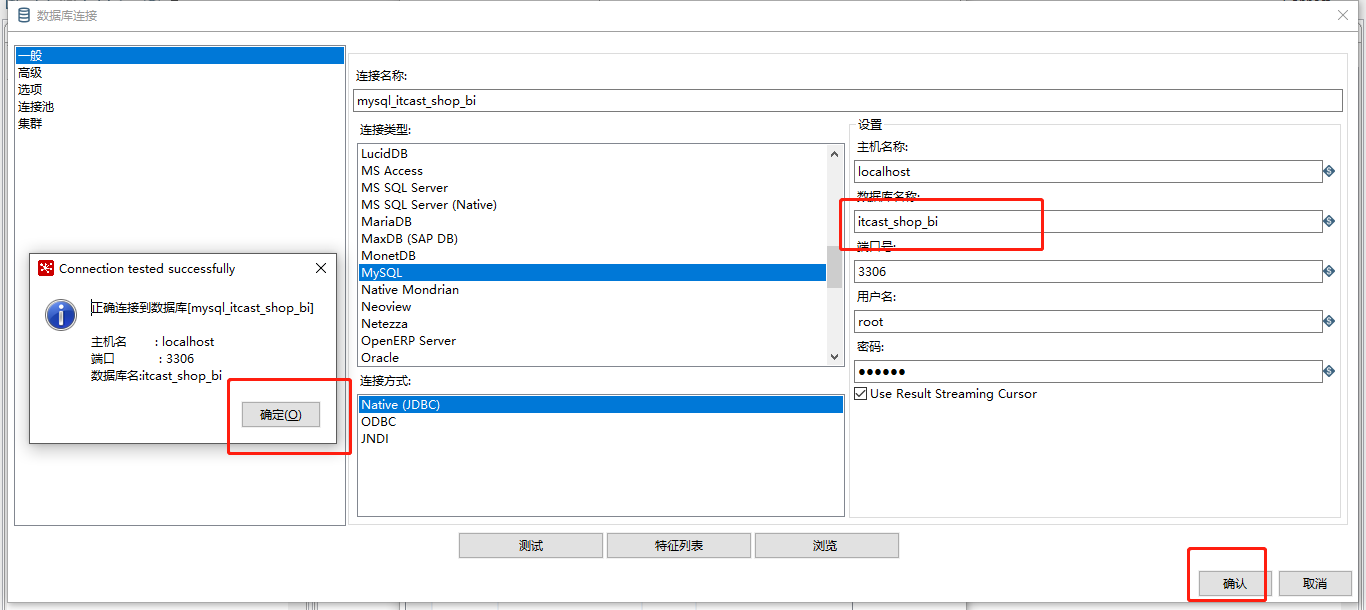 数据库连接
一般
高级
选项
连接池
集群
连接名称:
mysql_itcast_shop_bi
连接类型:
LucidDB
MS Access
MS SQL Server
MS SQL Server (Native)
MariaDB
MaxDB (SAP DB)
MonetDB
MySQL
Native Mondrian
Neoview
Netezza
OpenERP Server
Oracle
连接方式:
Native (JDBC)
ODBC
JNDI
设置
主机名称:
localhost
数据库名称:
itcast_shop_bi
端口号:
3306
用户名:
root
密码:
●●●●●●
Use Result Streaming Cursor
Connection tested successfully
正确连接到数据库[mysql_itcast_shop_bi]
主机名 : localhost
端口 : 3306
数据库名:itcast_shop_bi
确定(O)
测试
特征列表
浏览
确认
取消